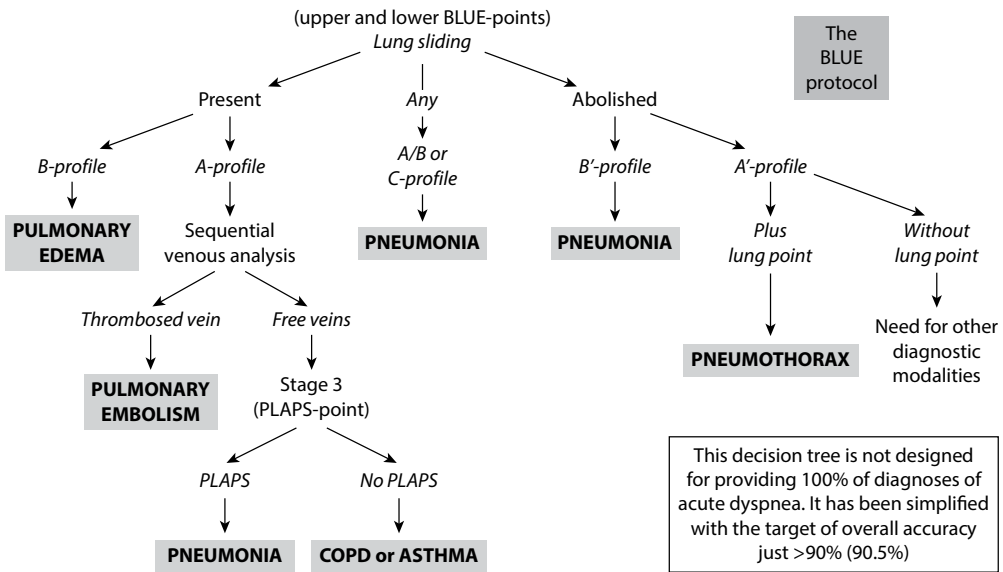 (upper and lower BLUE-points)
Lung sliding
The
BLUE
protocol
Present
Any
Abolished
B-profile
A-profile
A/B or
C-profile
B'-profile
A'-profile
PULMONARY
EDEMA
Sequential
venous analysis
PNEUMONIA
PNEUMONIA
Plus
lung point
Without
lung point
Thrombosed vein
Free veins
PNEUMOTHORAX
Need for other
diagnostic
modalities
PULMONARY
EMBOLISM
Stage 3
(PLAPS-point)
PLAPS
No PLAPS
PNEUMONIA
COPD or ASTHMA
This decision tree is not designed
for providing 100% of diagnoses of
acute dyspnea. It has been simplified
with the target of overall accuracy
just >90% (90.5%)